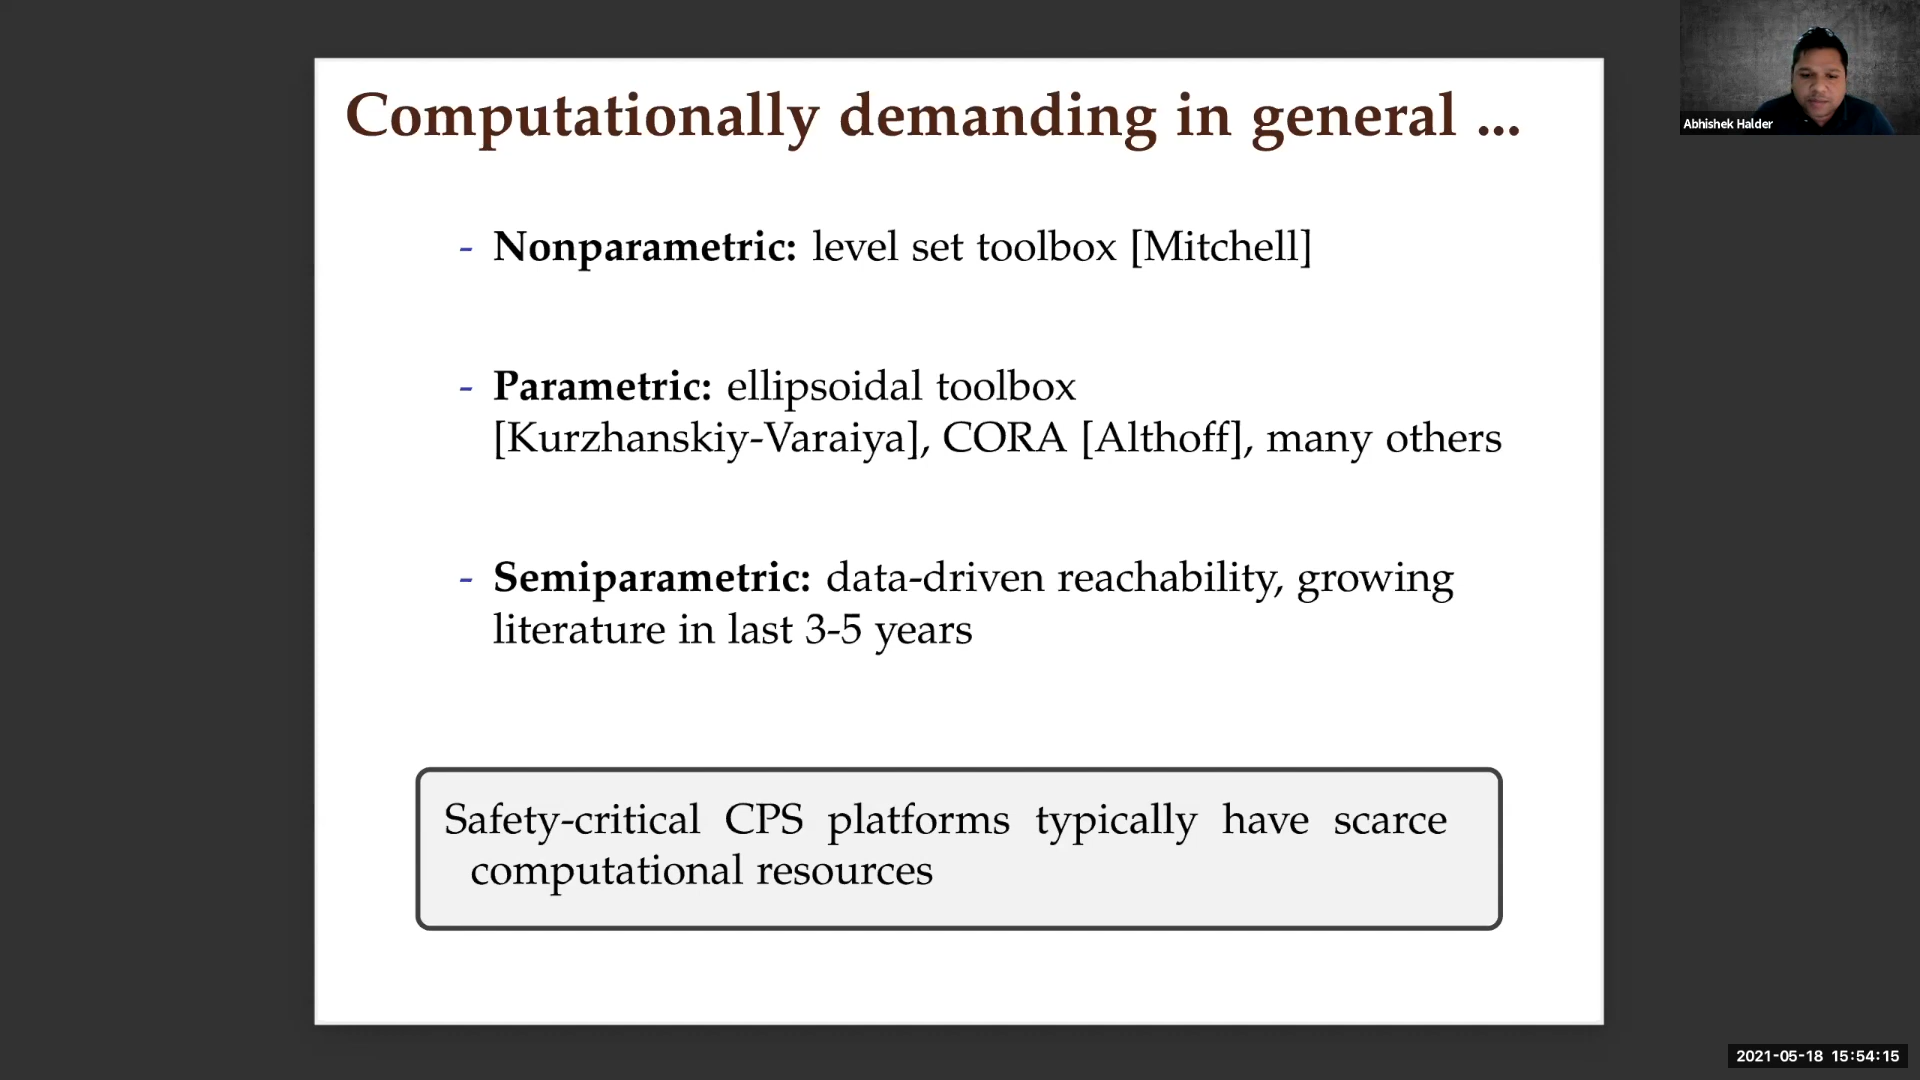 Computationally demanding in general ...
- Nonparametric: level set toolbox [Mitchell]
- Parametric: ellipsoidal toolbox
[Kurzhanskiy-Varaiya], CORA [Althoff], many others
- Semiparametric: data-driven reachability, growing
literature in last 3-5 years
Safety-critical CPS platforms typically have scarce
computational resources
Abhishek Halder
2021-05-18 15:54:15